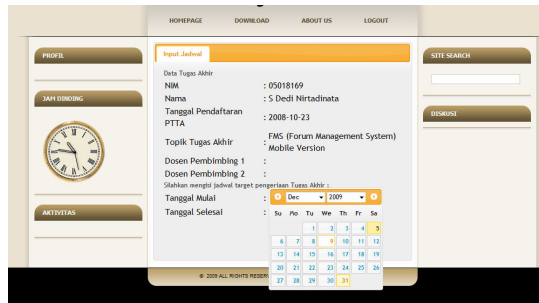 HOMEPAGE DOWNLOAD ABOUT US LOGOUT
PROFIL
JAM DINDING
AKTIVITAS
Input Jadwal
Data Tugas Akhir
NIM : 05018169
Nama : S Dedi Nirtadinata
Tanggal Pendaftaran PTTA : 2008-10-23
Topik Tugas Akhir : FMS (Forum Management System)
Mobile Version
Dosen Pembimbing 1 :
Dosen Pembimbing 2 :
Silahkan mengisi jadwal target pengerjaan Tugas Akhir :
Tanggal Mulai :
Tanggal Selesai :
Dec 2009
Su Mo Tu We Th Fr Sa
1 2 3 4 5
6 7 8 9 10 11 12
13 14 15 16 17 18 19
20 21 22 23 24 25 26
27 28 29 30 31
SITE SEARCH
DISKUSI
© 2009 ALL RIGHTS RESER